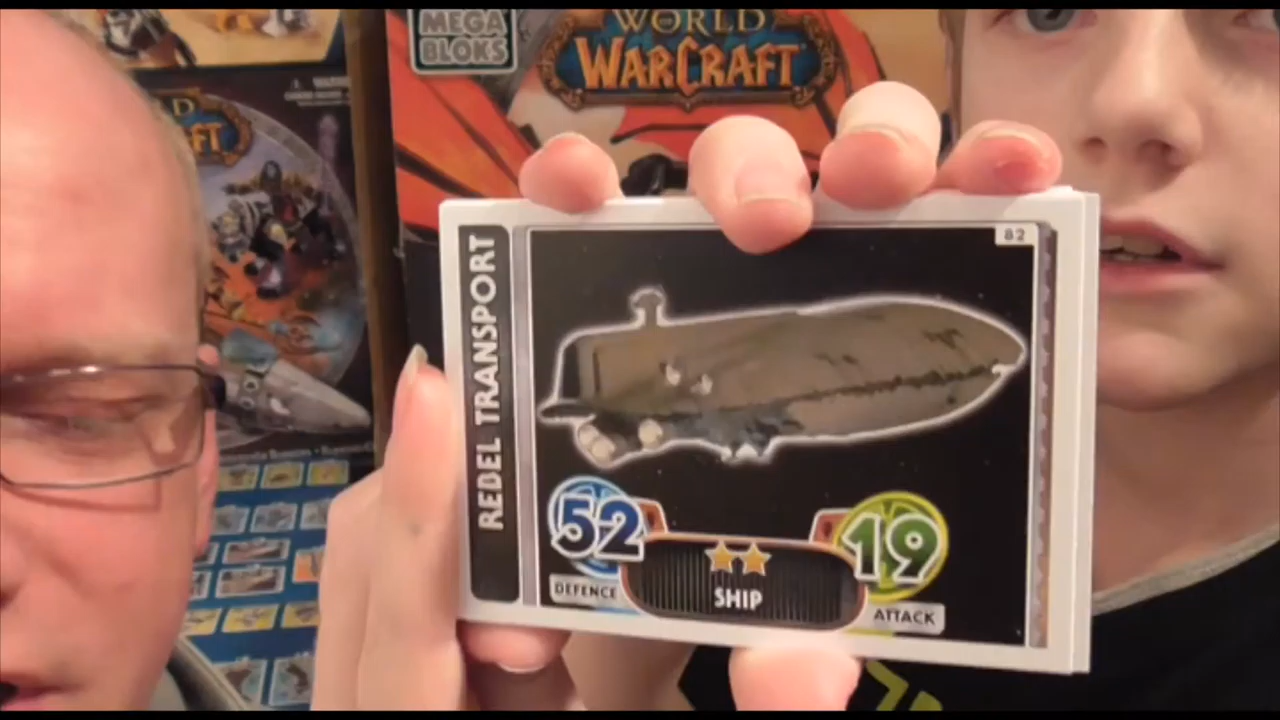 MEGA
BLOKS
WORLD
WARCRAFT
REBEL TRANSPORT
82
52
DEFENCE
SHIP
19
ATTACK